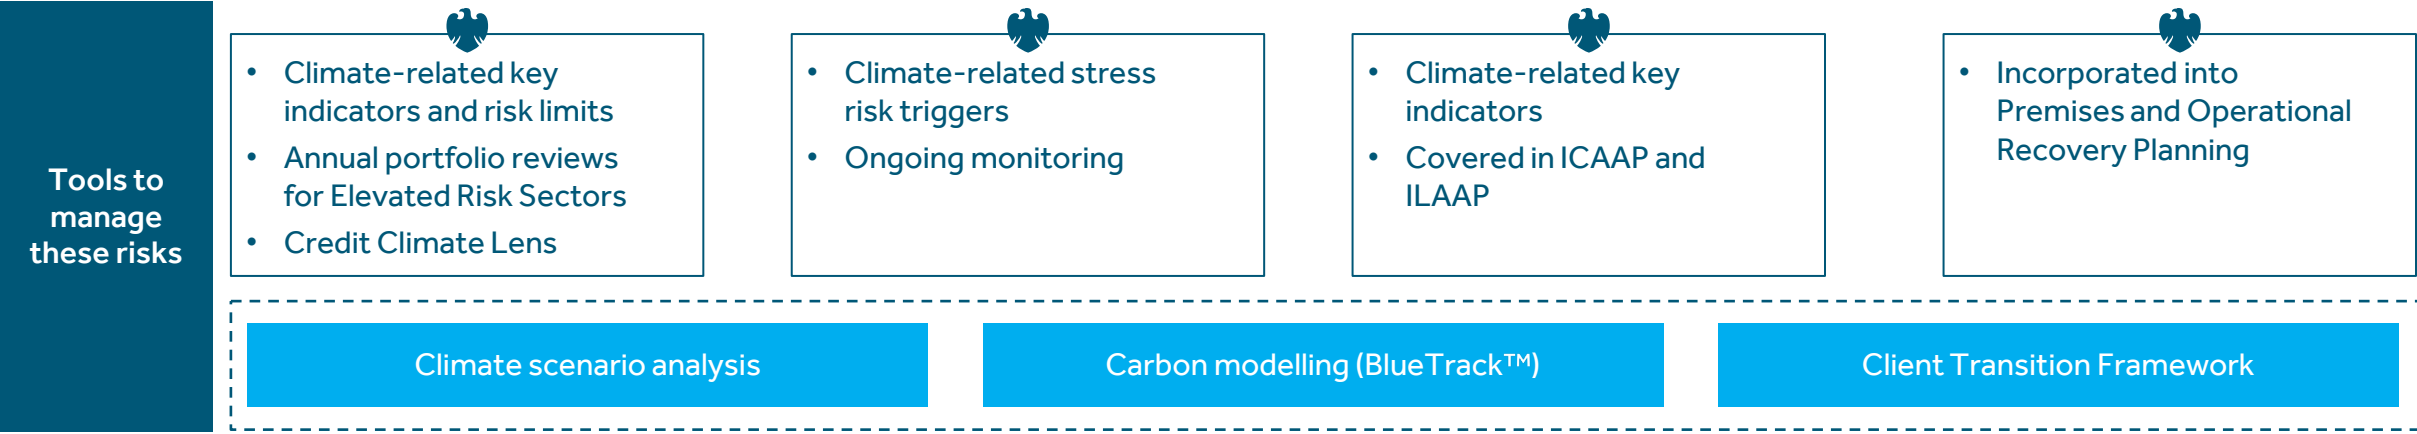 Tools to
manage
these risks
• Climate-related key
indicators and risk limits
• Annual portfolio reviews
for Elevated Risk Sectors
• Credit Climate Lens
• Climate-related stress
risk triggers
• Ongoing monitoring
• Climate-related key
indicators
• Covered in ICAAP and
ILAAP
• Incorporated into
Premises and Operational
Recovery Planning
Climate scenario analysis
Carbon modelling (BlueTrack™)
Client Transition Framework